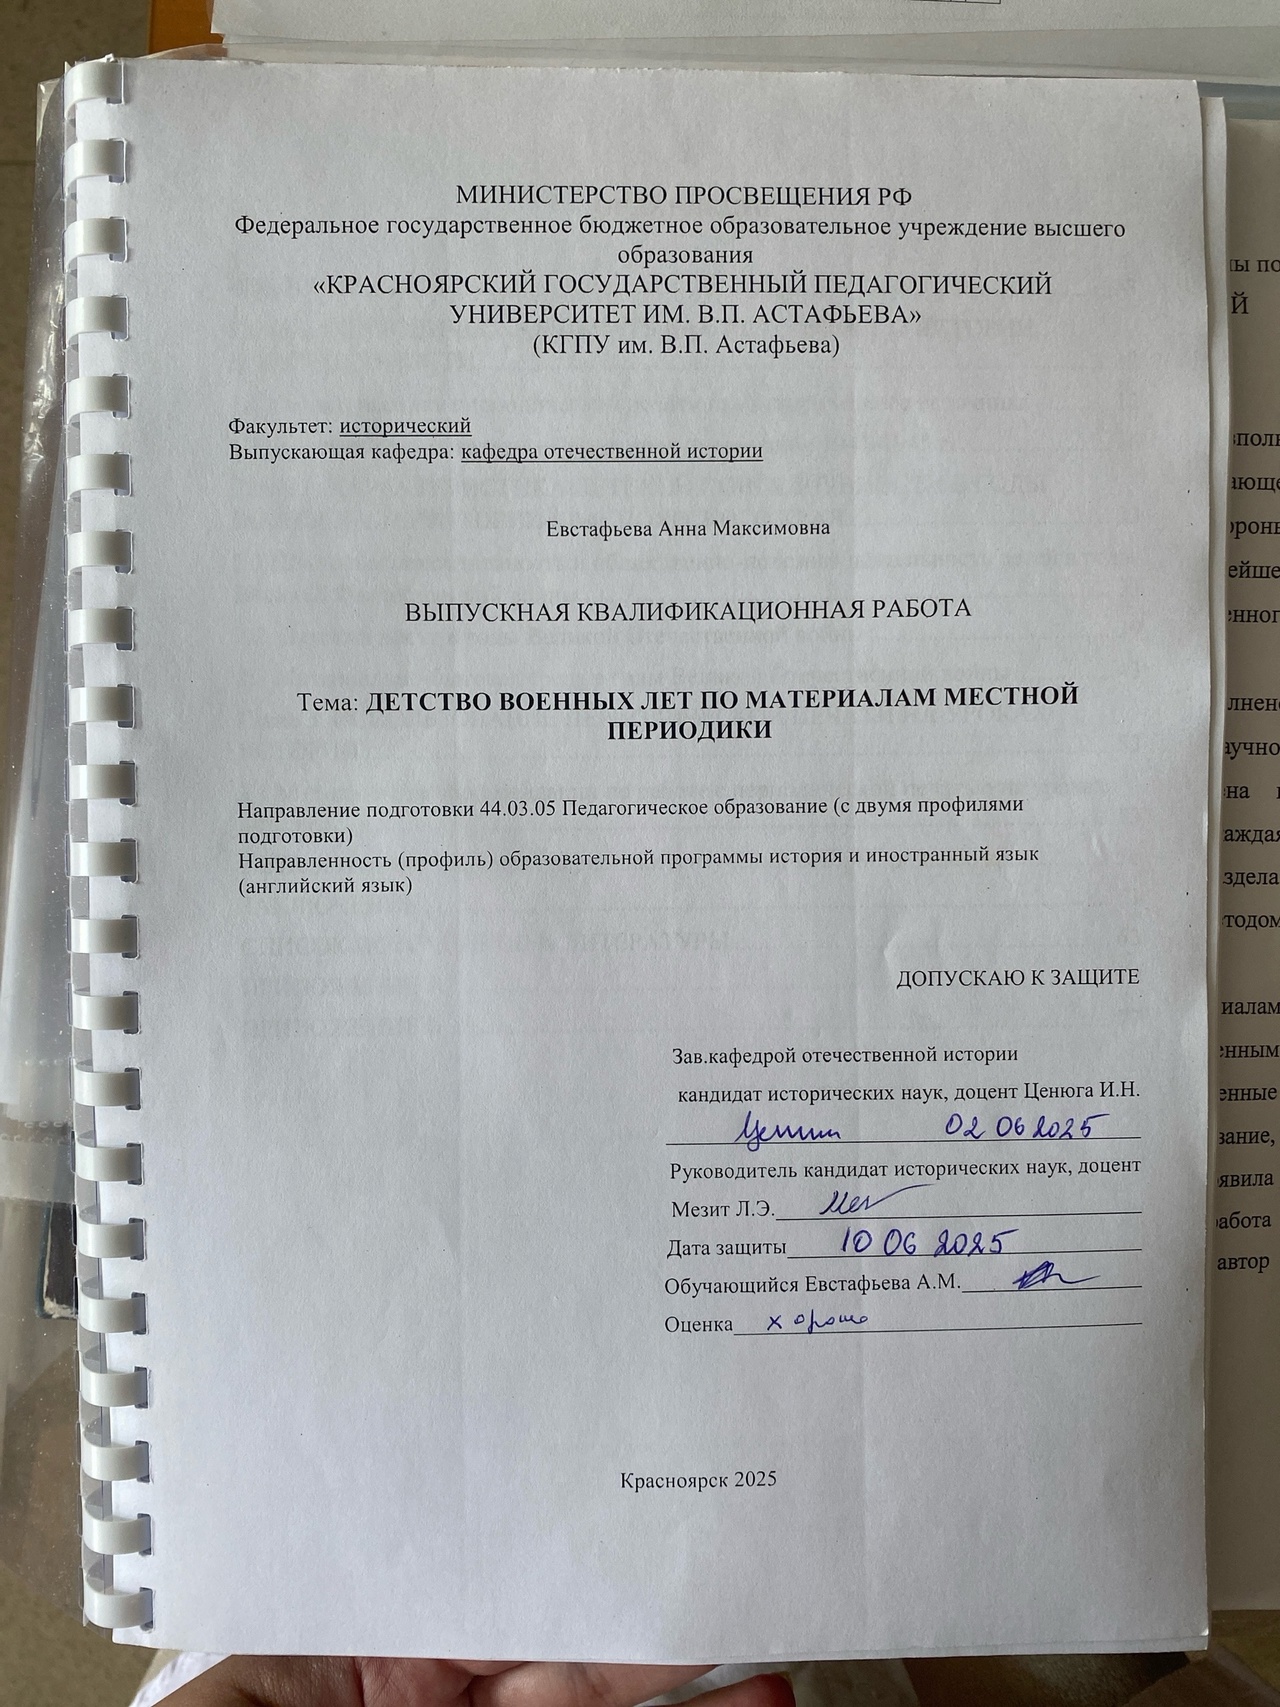 МИНИСТЕРСТВО ПРОСВЕЩЕНИЯ РФ
Федеральное государственное бюджетное образовательное учреждение высшего
образования
«КРАСНОЯРСКИЙ ГОСУДАРСТВЕННЫЙ ПЕДАГОГИЧЕСКИЙ
УНИВЕРСИТЕТ ИМ. В.П. АСТАФЬЕВА»
(КГПУ им. В.П. Астафьева)
Факультет: исторический
Выпускающая кафедра: кафедра отечественной истории
Евстафьева Анна Максимовна
ВЫПУСКНАЯ КВАЛИФИКАЦИОННАЯ РАБОТА
Тема: ДЕТСТВО ВОЕННЫХ ЛЕТ ПО МАТЕРИАЛАМ МЕСТНОЙ
ПЕРИОДИКИ
Направление подготовки 44.03.05 Педагогическое образование (с двумя профилями
подготовки)
Направленность (профиль) образовательной программы история и иностранный язык
(английский язык)
ДОПУСКАЮ К ЗАЩИТЕ
Зав.кафедрой отечественной истории
кандидат исторических наук, доцент Ценюга И.Н.
02 06 2025
Руководитель кандидат исторических наук, доцент
Мезит Л.Э.
Дата защиты 10 06 2025
Обучающийся Евстафьева А.М.
Оценка хорошо
Красноярск 2025